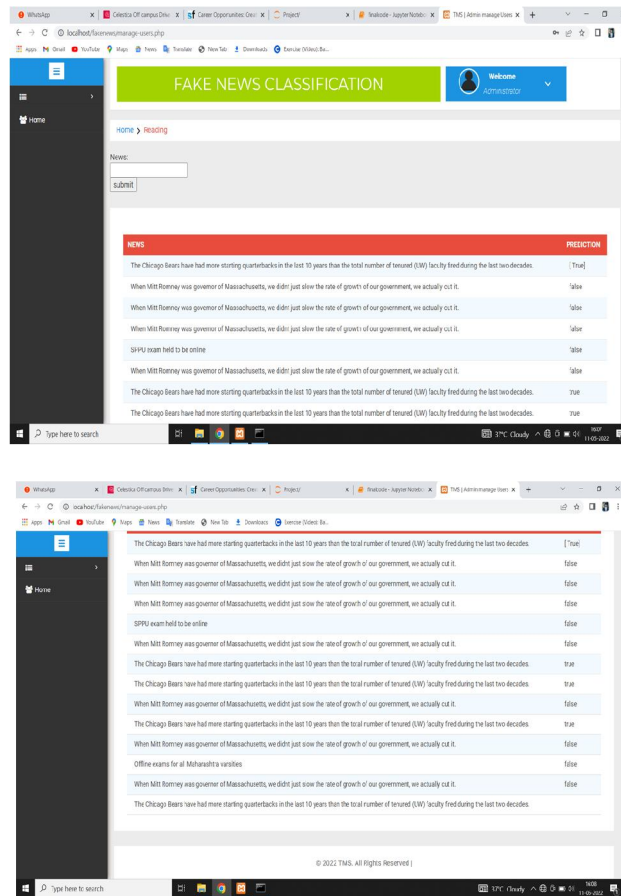 WhatsApp
Celestica Off campus Drive
Career Opportunities: Crea
Project/
finalcode - Jupyter Noteb
TMS | Admin manage Users
localhost/fakenews/manage-users.php
Apps Gmail YouTube Maps News Translate New Tab Downloads Exercise (Video): Ba...
FAKE NEWS CLASSIFICATION
Welcome
Administrator
Home
Home > Reading
News:
submit
NEWS PREDICTION
The Chicago Bears have had more starting quarterbacks in the last 10 years than the total number of tenured (UW) faculty fired during the last two decades. [True]
When Mitt Romney was governor of Massachusetts, we didnt just slow the rate of growth of our government, we actually cut it. false
When Mitt Romney was governor of Massachusetts, we didnt just slow the rate of growth of our government, we actually cut it. false
When Mitt Romney was governor of Massachusetts, we didnt just slow the rate of growth of our government, we actually cut it. false
SPPU exam held to be online false
When Mitt Romney was governor of Massachusetts, we didnt just slow the rate of growth of our government, we actually cut it. false
The Chicago Bears have had more starting quarterbacks in the last 10 years than the total number of tenured (UW) faculty fired during the last two decades. true
The Chicago Bears have had more starting quarterbacks in the last 10 years than the total number of tenured (UW) faculty fired during the last two decades. true
Type here to search
37°C Cloudy
16:07
11-05-2022
WhatsApp
Celestica Off campus Drive
Career Opportunities: Crea
Project/
finalcode - Jupyter Noteb
TMS | Admin manage Users
localhost/fakenews/manage-users.php
Apps Gmail YouTube Maps News Translate New Tab Downloads Exercise (Video): Ba...
Home
The Chicago Bears have had more starting quarterbacks in the last 10 years than the total number of tenured (UW) faculty fired during the last two decades. [True]
When Mitt Romney was governor of Massachusetts, we didnt just slow the rate of growth of our government, we actually cut it. false
When Mitt Romney was governor of Massachusetts, we didnt just slow the rate of growth of our government, we actually cut it. false
When Mitt Romney was governor of Massachusetts, we didnt just slow the rate of growth of our government, we actually cut it. false
SPPU exam held to be online false
When Mitt Romney was governor of Massachusetts, we didnt just slow the rate of growth of our government, we actually cut it. false
The Chicago Bears have had more starting quarterbacks in the last 10 years than the total number of tenured (UW) faculty fired during the last two decades. true
The Chicago Bears have had more starting quarterbacks in the last 10 years than the total number of tenured (UW) faculty fired during the last two decades. true
When Mitt Romney was governor of Massachusetts, we didnt just slow the rate of growth of our government, we actually cut it. false
The Chicago Bears have had more starting quarterbacks in the last 10 years than the total number of tenured (UW) faculty fired during the last two decades. true
When Mitt Romney was governor of Massachusetts, we didnt just slow the rate of growth of our government, we actually cut it. false
Offline exams for all Maharashtra varsities false
When Mitt Romney was governor of Massachusetts, we didnt just slow the rate of growth of our government, we actually cut it. false
The Chicago Bears have had more starting quarterbacks in the last 10 years than the total number of tenured (UW) faculty fired during the last two decades.
© 2022 TMS. All Rights Reserved |
Type here to search
37°C Cloudy
16:08
11-05-2022